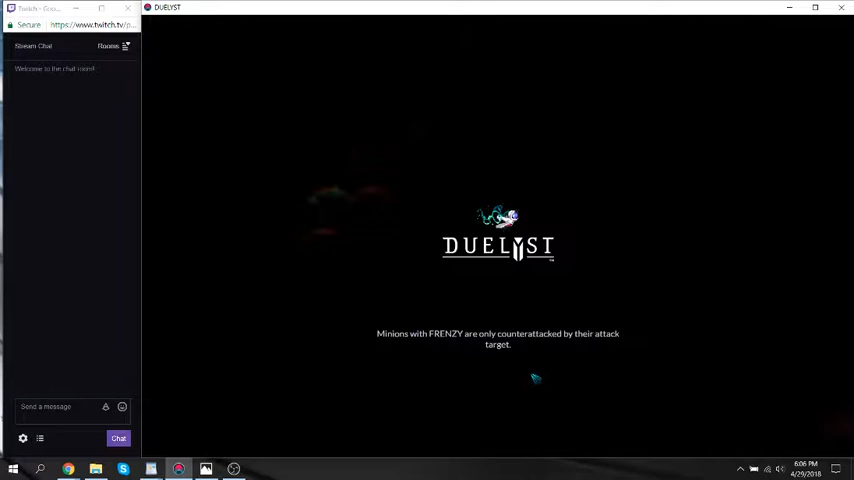 Twitch - Goo...
DUELYST
Secure
https://www.twitch.tv/p...
Stream Chat
Rooms
Welcome to the chat room!
DUELYST
Minions with FRENZY are only counterattacked by their attack
target.
Send a message
Chat
6:06 PM
4/29/2018